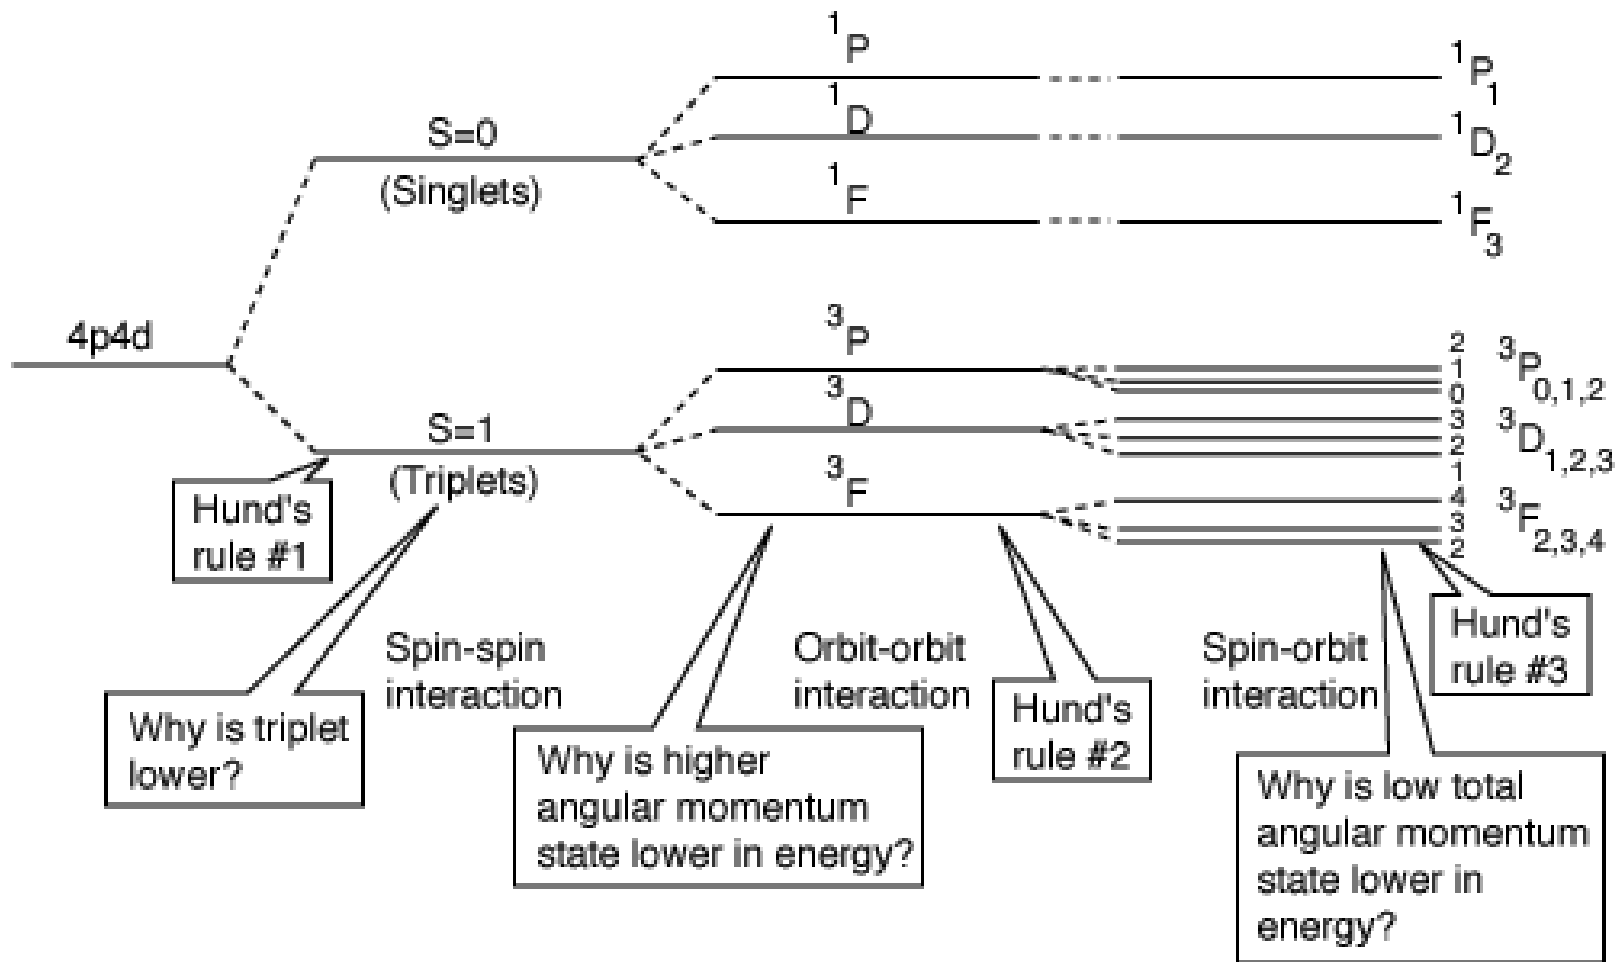 ¹P
¹P₁
¹D
¹D₂
S=0
(Singlets)
¹F
¹F₃
4p4d
³P
2
1
0
³P₀,₁,₂
³D
3
2
1
³D₁,₂,₃
S=1
(Triplets)
³F
4
3
2
³F₂,₃,₄
Hund's
rule #1
Spin-spin
interaction
Orbit-orbit
interaction
Spin-orbit
interaction
Hund's
rule #3
Why is triplet
lower?
Hund's
rule #2
Why is higher
angular momentum
state lower in energy?
Why is low total
angular momentum
state lower in
energy?